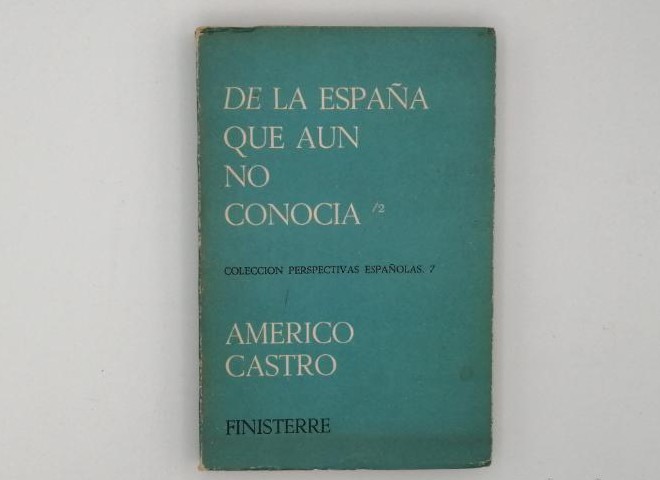 DE LA ESPAÑA
QUE AUN
NO
CONOCIA /2
COLECCION PERSPECTIVAS ESPAÑOLAS. 7
AMERICO
CASTRO
FINISTERRE